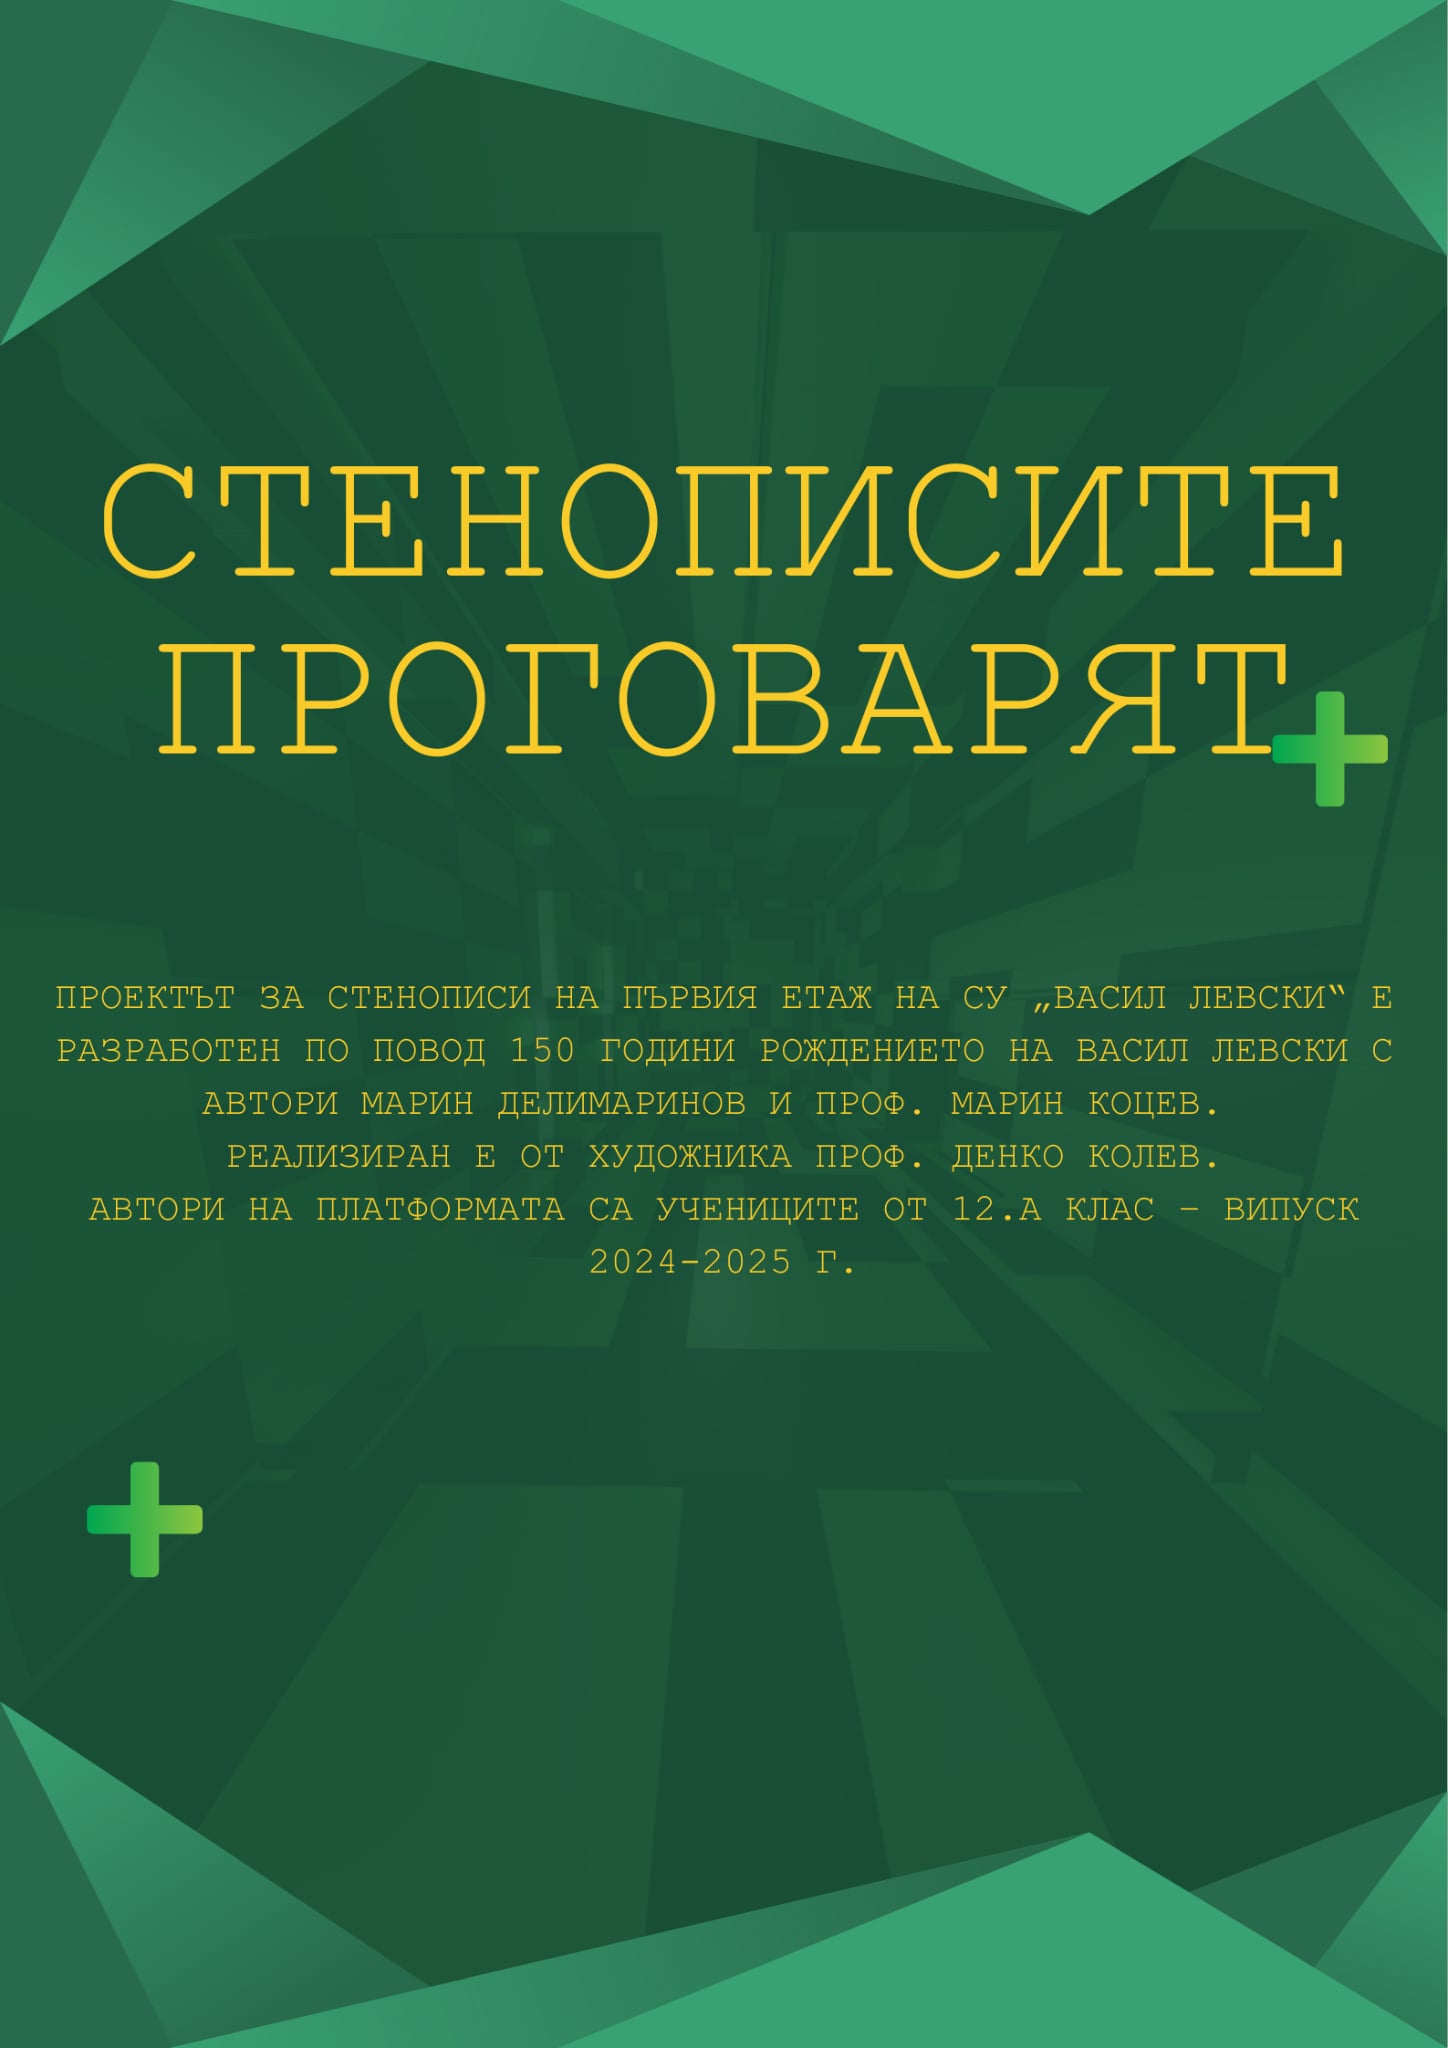 СТЕНОПИСИТЕ
ПРОГОВАРЯТ
ПРОЕКТЪТ ЗА СТЕНОПИСИ НА ПЪРВИЯ ЕТАЖ НА СУ „ВАСИЛ ЛЕВСКИ“ Е
РАЗРАБОТЕН ПО ПОВОД 150 ГОДИНИ РОЖДЕНИЕТО НА ВАСИЛ ЛЕВСКИ С
АВТОРИ МАРИН ДЕЛИМАРИНОВ И ПРОФ. МАРИН КОЦЕВ.
РЕАЛИЗИРАН Е ОТ ХУДОЖНИКА ПРОФ. ДЕНКО КОЛЕВ.
АВТОРИ НА ПЛАТФОРМАТА СА УЧЕНИЦИТЕ ОТ 12.А КЛАС – ВИПУСК
2024-2025 Г.